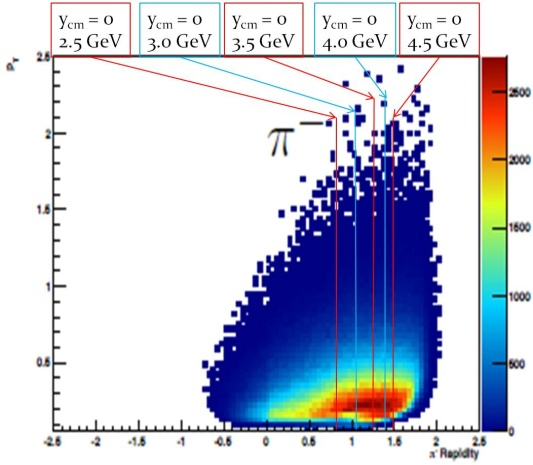 y_cm = 0
2.5 GeV
y_cm = 0
3.0 GeV
y_cm = 0
3.5 GeV
y_cm = 0
4.0 GeV
y_cm = 0
4.5 GeV
P_T
2.5
2
1.5
1
0.5
π⁻
2500
2000
1500
1000
500
0
-2.5 -2 -1.5 -1 -0.5 0 0.5 1 1.5 2 2.5
π⁻ Rapidity